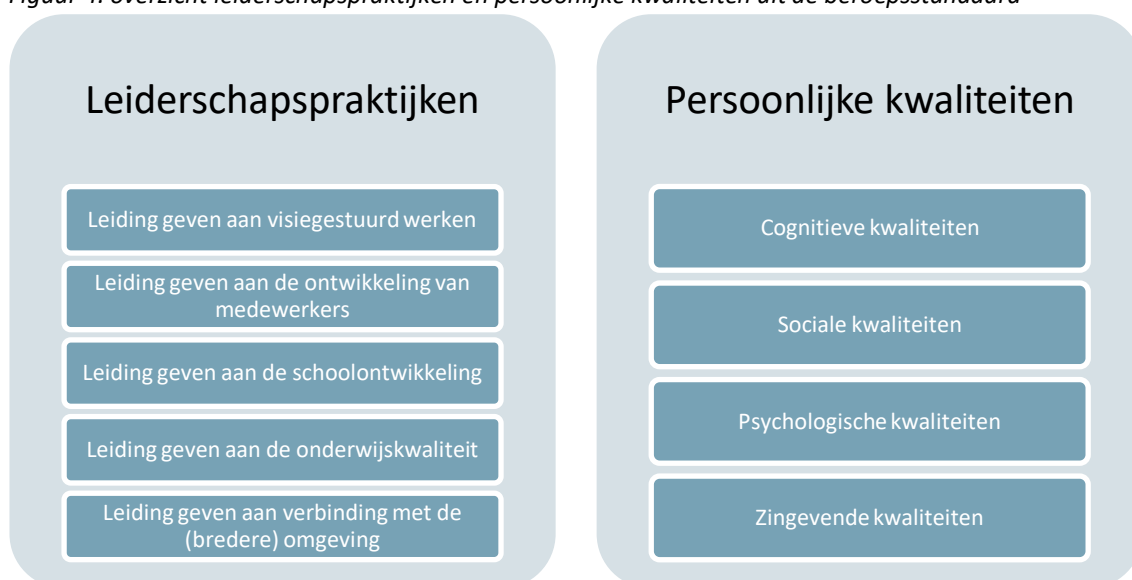 Figuur 4: overzicht leiderschapspraktijken en persoonlijke kwaliteiten uit de beroepsstandaard
Leiderschapspraktijken
Leiding geven aan visiegestuurd werken
Leiding geven aan de ontwikkeling van
medewerkers
Leiding geven aan de schoolontwikkeling
Leiding geven aan de onderwijskwaliteit
Leiding geven aan verbinding met de
(bredere) omgeving
Persoonlijke kwaliteiten
Cognitieve kwaliteiten
Sociale kwaliteiten
Psychologische kwaliteiten
Zingevende kwaliteiten